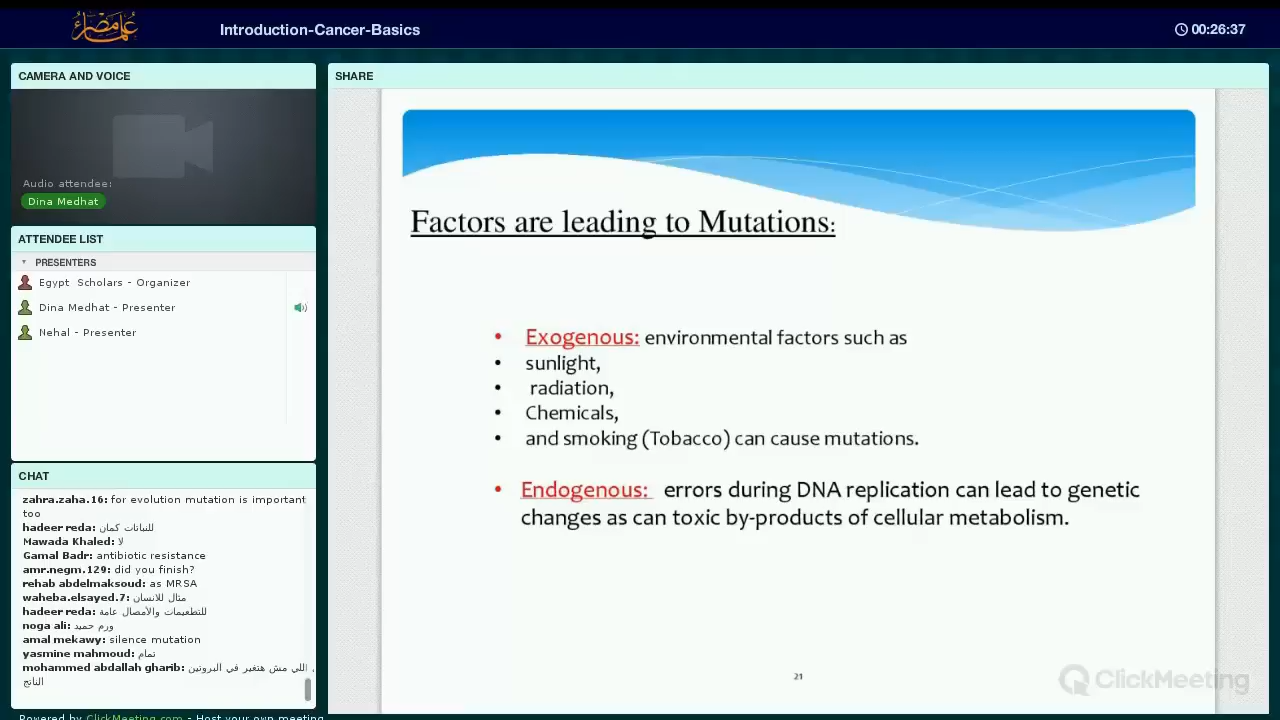 علماء مصر
Introduction-Cancer-Basics
00:26:37
CAMERA AND VOICE
Audio attendee:
Dina Medhat
ATTENDEE LIST
PRESENTERS
Egypt Scholars - Organizer
Dina Medhat - Presenter
Nehal - Presenter
CHAT
zahra.zaha.16: for evolution mutation is important
too
hadeer reda: للنباتات كمان
Mawada Khaled: لا
Gamal Badr: antibiotic resistance
amr.negm.129: did you finish?
rehab abdelmaksoud: as MRSA
waheba.elsayed.7: مثال للانسان
hadeer reda: للتطعيمات والأمصال عامة
noga ali: ورم حميد
amal mekawy: silence mutation
yasmine mahmoud: تمام
mohammed abdallah gharib: اللي مش هتغير في البروتين
الناتج
Powered by ClickMeeting.com - Host your own meeting
SHARE
Factors are leading to Mutations:
• Exogenous: environmental factors such as
• sunlight,
• radiation,
• Chemicals,
• and smoking (Tobacco) can cause mutations.
• Endogenous: errors during DNA replication can lead to genetic
changes as can toxic by-products of cellular metabolism.
21
ClickMeeting